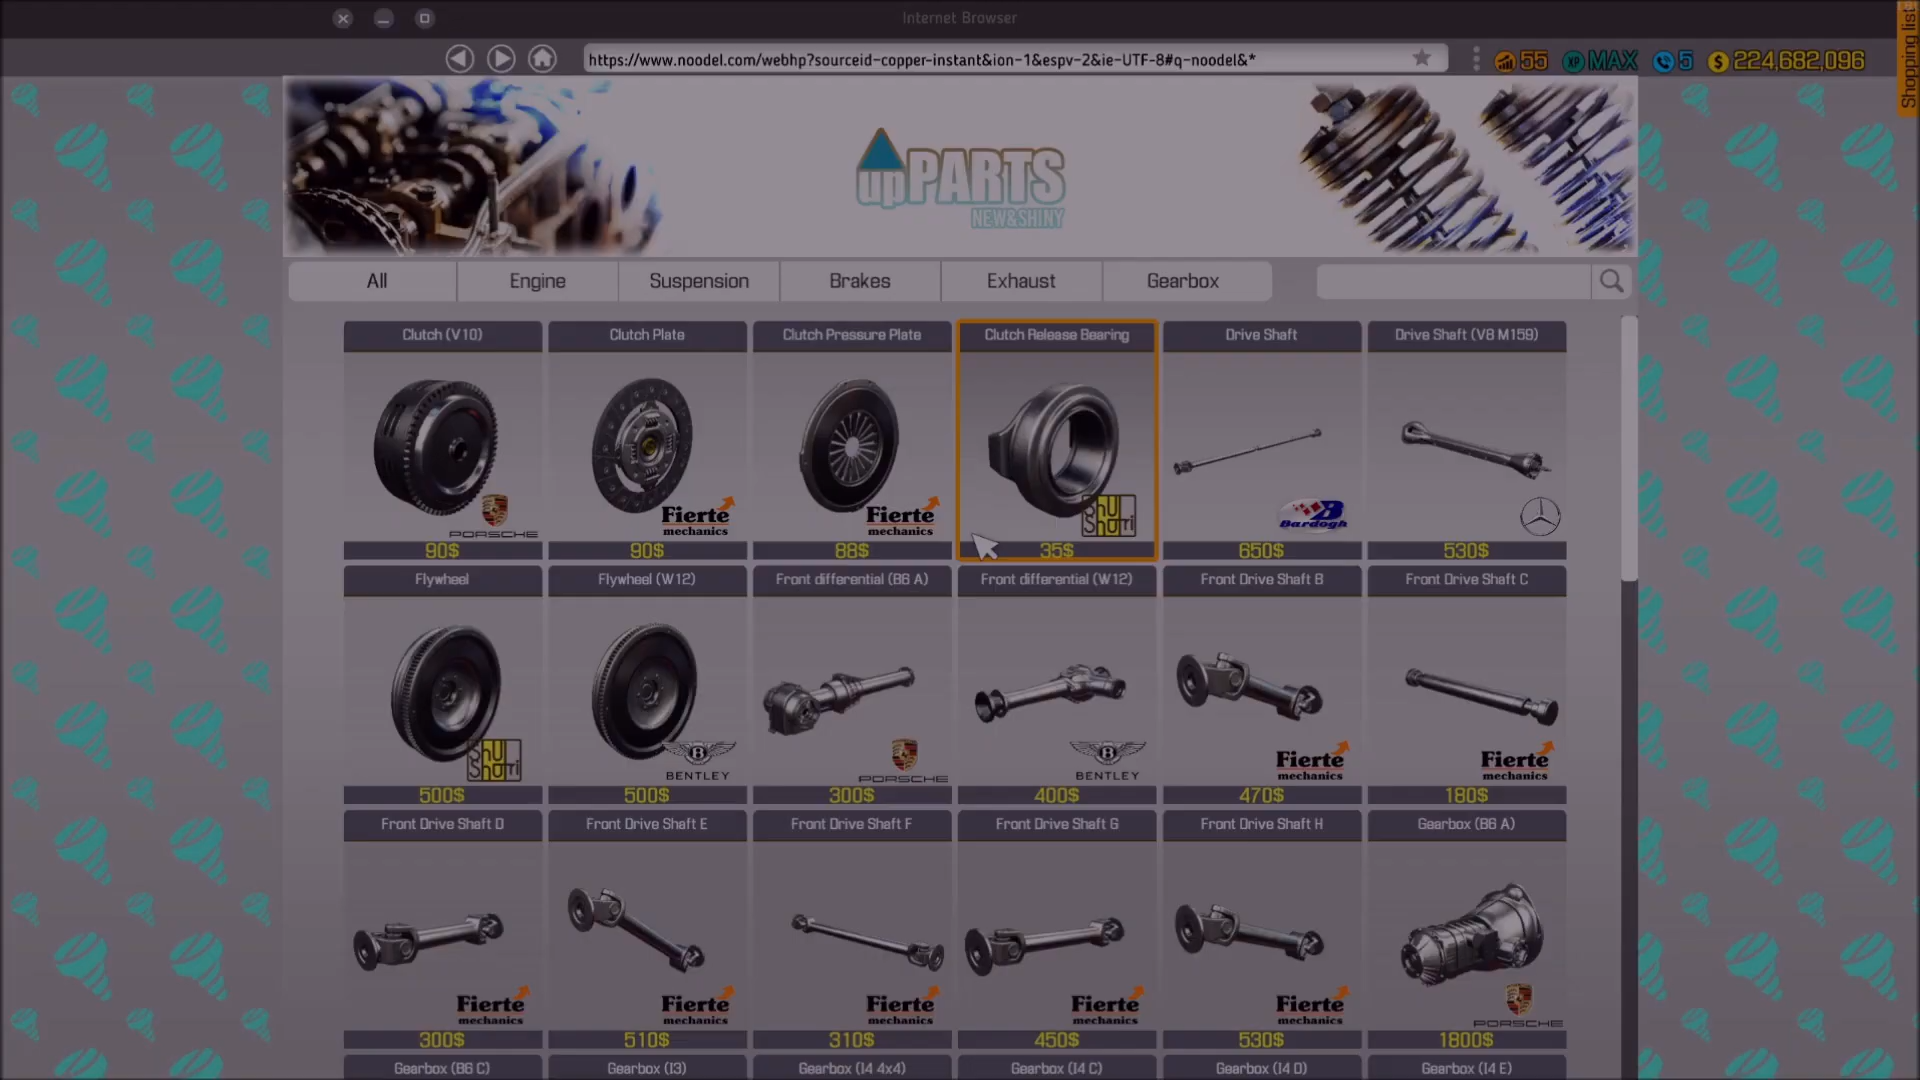 Internet Browser
Shopping list
https://www.noodel.com/webhp?sourceid-copper-instant&ion-1&espv-2&ie-UTF-8#q-noodel&*
55
XP MAX
5
$ 224,682,096
upPARTS
NEW&SHINY
All Engine Suspension Brakes Exhaust Gearbox
Clutch (V10) Clutch Plate Clutch Pressure Plate Clutch Release Bearing Drive Shaft Drive Shaft (V8 M159)
PORSCHE Fierte mechanics Fierte mechanics Shu Bardogh
90$ 90$ 88$ 35$ 650$ 530$
Flywheel Flywheel (W12) Front differential (B6 A) Front differential (W12) Front Drive Shaft B Front Drive Shaft C
B BENTLEY PORSCHE B BENTLEY Fierte mechanics Fierte mechanics
500$ 500$ 300$ 400$ 470$ 180$
Front Drive Shaft D Front Drive Shaft E Front Drive Shaft F Front Drive Shaft G Front Drive Shaft H Gearbox (B6 A)
Fierte mechanics Fierte mechanics Fierte mechanics Fierte mechanics Fierte mechanics PORSCHE
300$ 510$ 310$ 450$ 530$ 1800$
Gearbox (B6 C) Gearbox (I3) Gearbox (I4 4x4) Gearbox (I4 C) Gearbox (I4 D) Gearbox (I4 E)